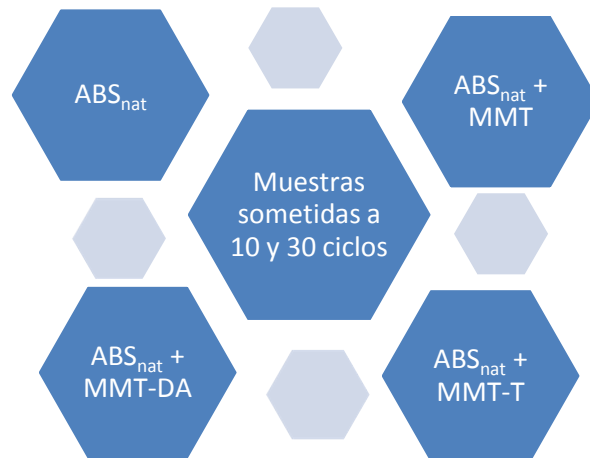 ABSnat
ABSnat +
MMT
Muestras
sometidas a
10 y 30 ciclos
ABSnat +
MMT-DA
ABSnat +
MMT-T